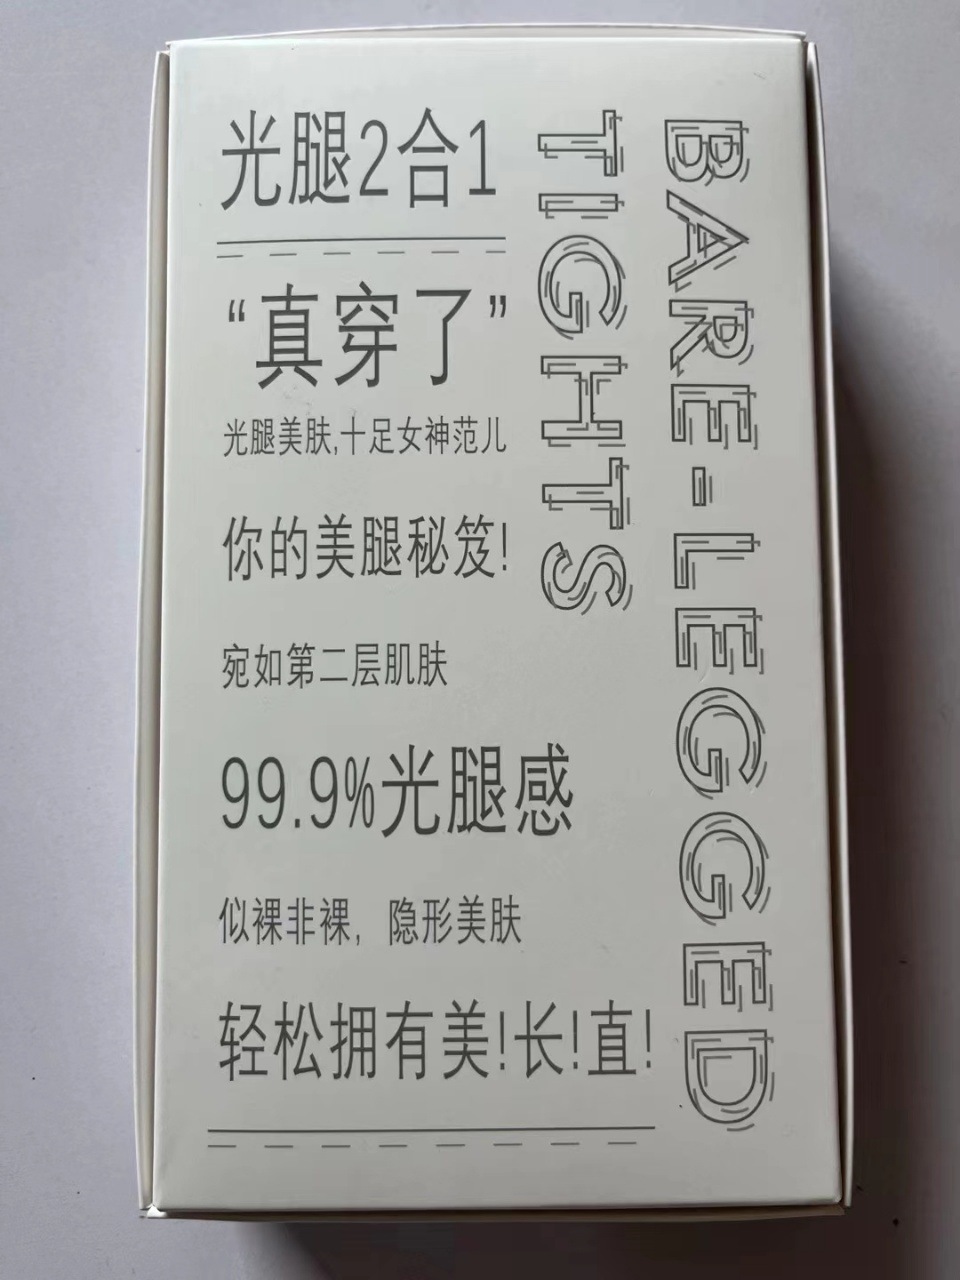 光腿2合1
“真穿了”
光腿美肤,十足女神范儿
你的美腿秘笈!
宛如第二层肌肤
99.9%光腿感
似裸非裸，隐形美肤
轻松拥有美!长!直!
BARE-LEGGED
TIGHTS